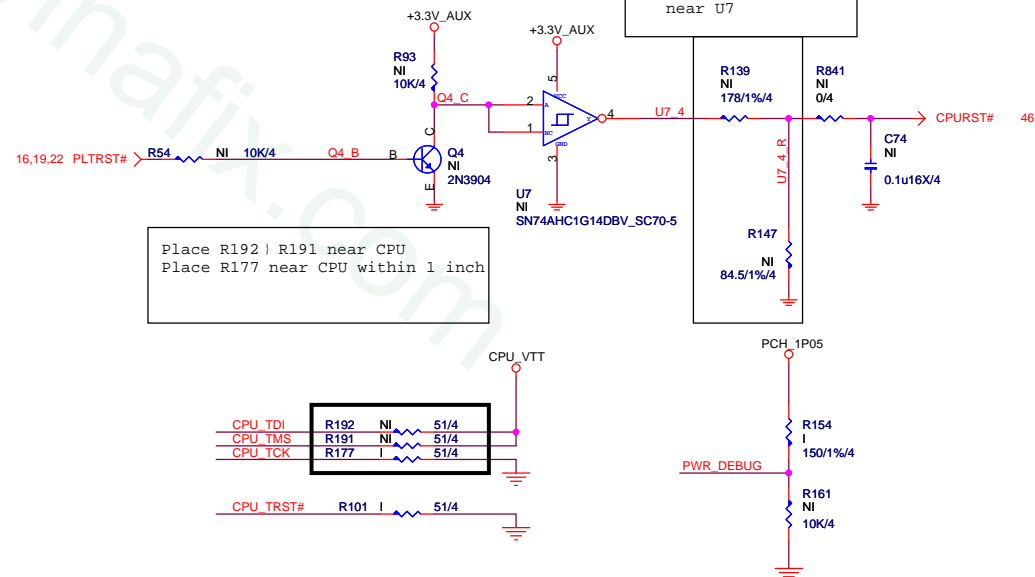 near U7
+3.3V_AUX
+3.3V_AUX
R93
NI
10K/4
Q4_C
5
VCC
2
A
1
NC
Y
4
GND
3
U7_4
R139
NI
178/1%/4
R841
NI
0/4
CPURST#
46
C74
NI
0.1u16X/4
U7_4_R
16,19,22
PLTRST#
R54
NI
10K/4
Q4_B
B
C
E
Q4
NI
2N3904
U7
NI
SN74AHC1G14DBV_SC70-5
R147
NI
84.5/1%/4
Place R192 ) R191 near CPU
Place R177 near CPU within 1 inch
CPU_VTT
PCH_1P05
CPU_TDI R192 NI 51/4
CPU_TMS R191 NI 51/4
CPU_TCK R177 I 51/4
CPU_TRST# R101 I 51/4
R154
I
150/1%/4
PWR_DEBUG
R161
NI
10K/4
inafix.com